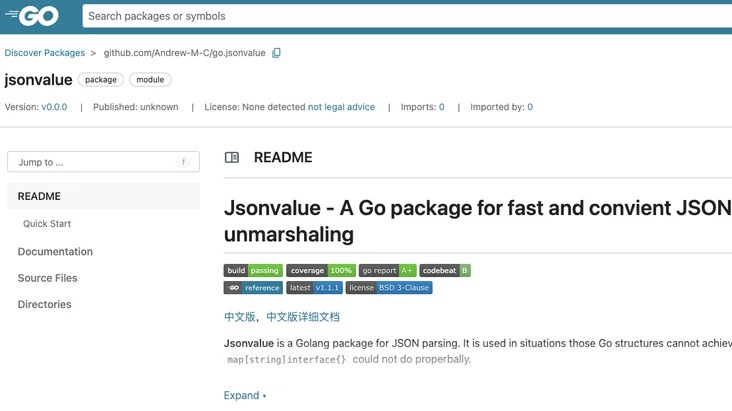 GO
Search packages or symbols
Discover Packages > github.com/Andrew-M-C/go.jsonvalue
jsonvalue package module
Version: v0.0.0 | Published: unknown | License: None detected not legal advice | Imports: 0 | Imported by: 0
Jump to ... f
README
Quick Start
Documentation
Source Files
Directories
README
Jsonvalue - A Go package for fast and convient JSON
unmarshaling
build passing coverage 100% go report A+ codebeat B
GO reference latest v1.1.1 license BSD 3-Clause
中文版，中文版详细文档
Jsonvalue is a Golang package for JSON parsing. It is used in situations those Go structures cannot achiev
map[string]interface{} could not do properbally.
Expand